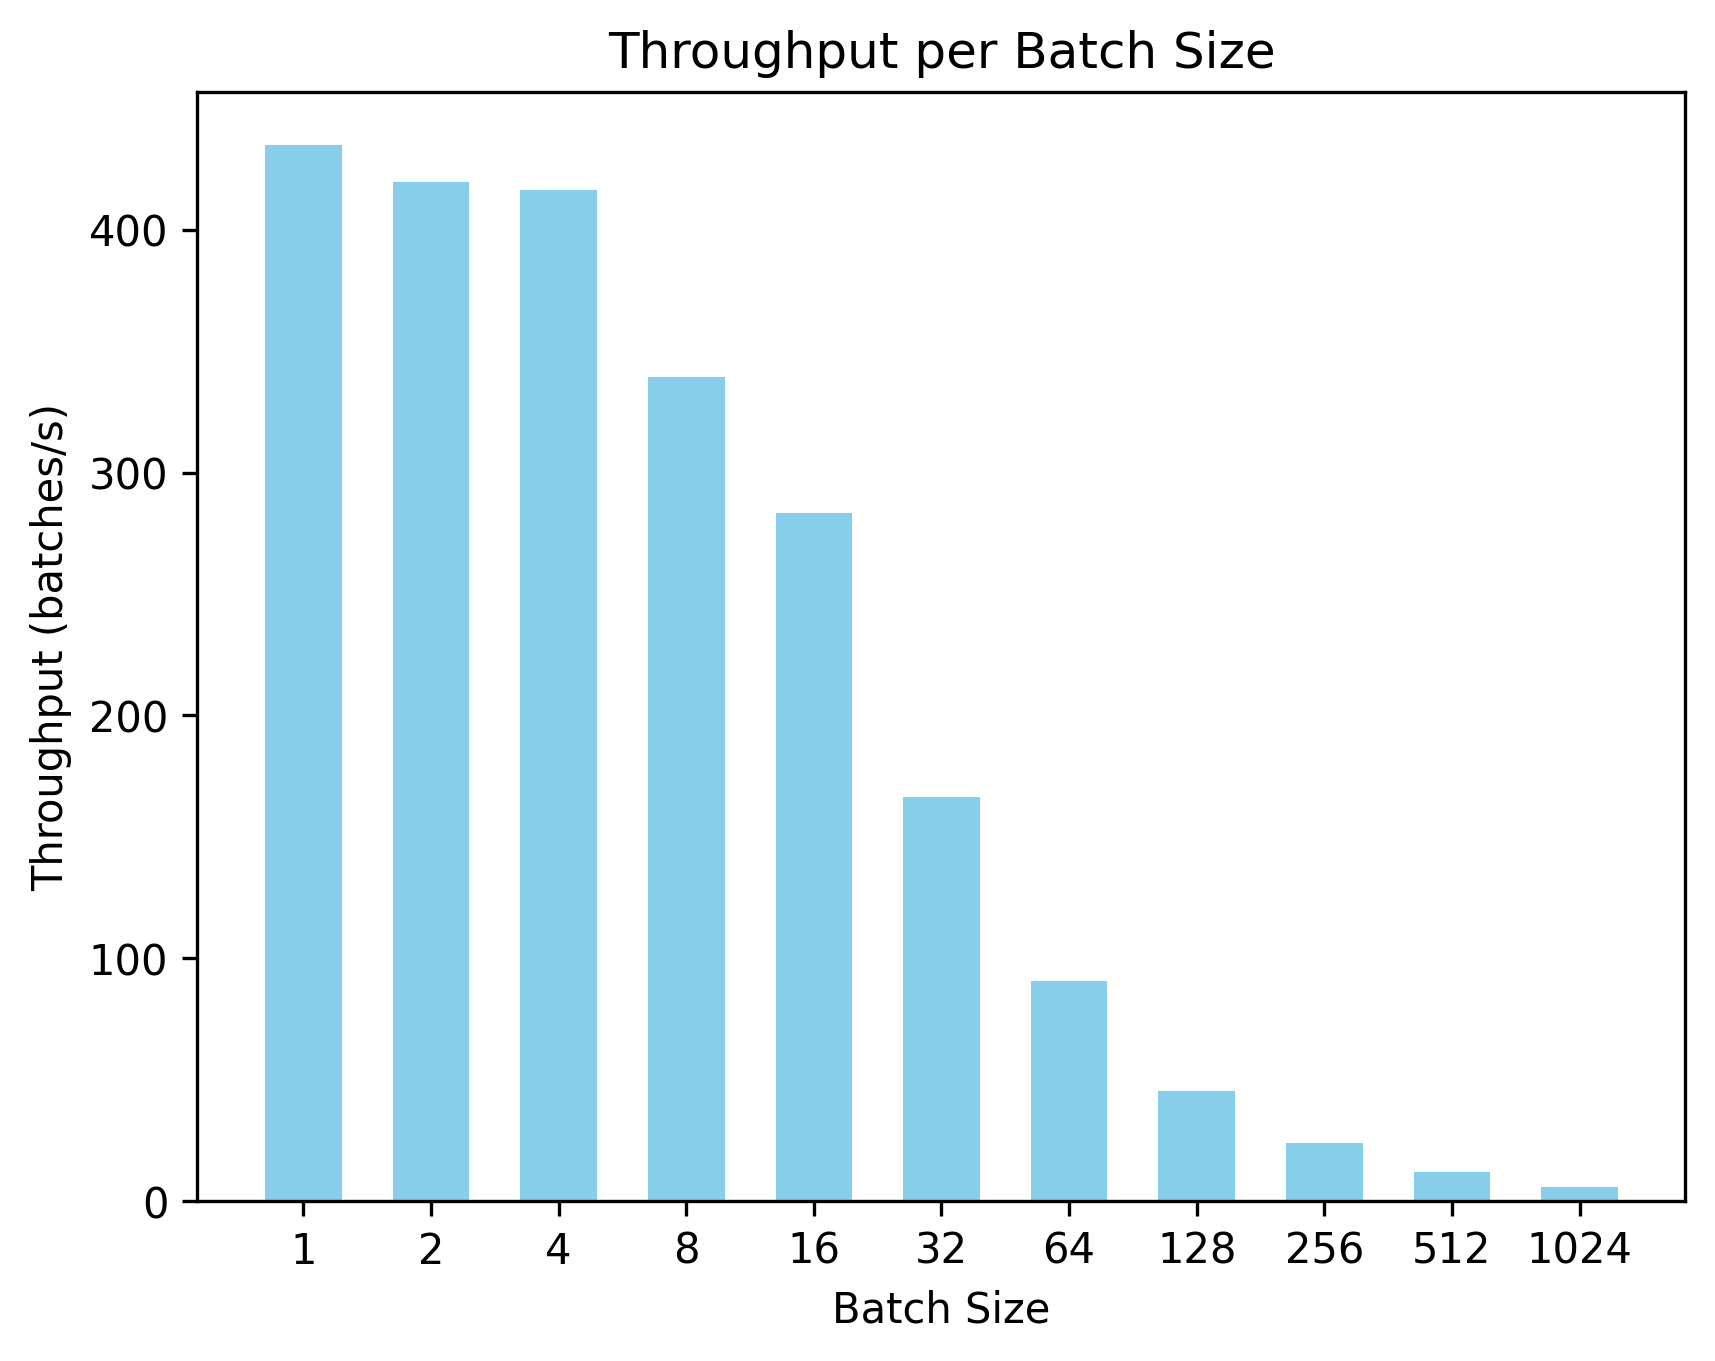 Throughput per Batch Size
Throughput (batches/s)
400
300
200
100
0
1 2 4 8 16 32 64 128 256 512 1024
Batch Size